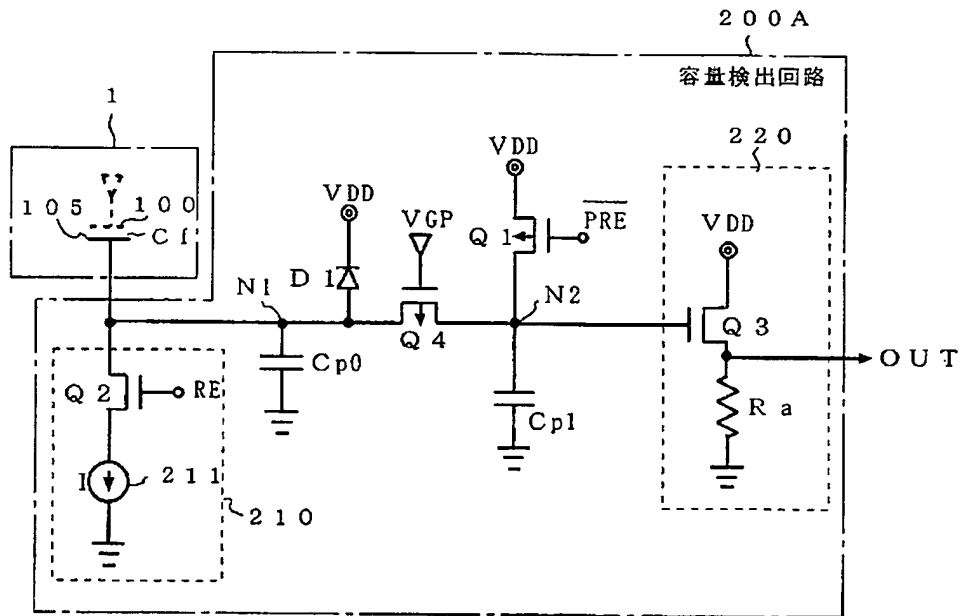 200A
容量検出回路
1
220
VDD
VDD
PRE
VDD
VGP
105
100
Cf
Q1
D1
N1
N2
Q3
Q4
OUT
Cp0
Q2
RE
Cp1
Ra
I
211
210